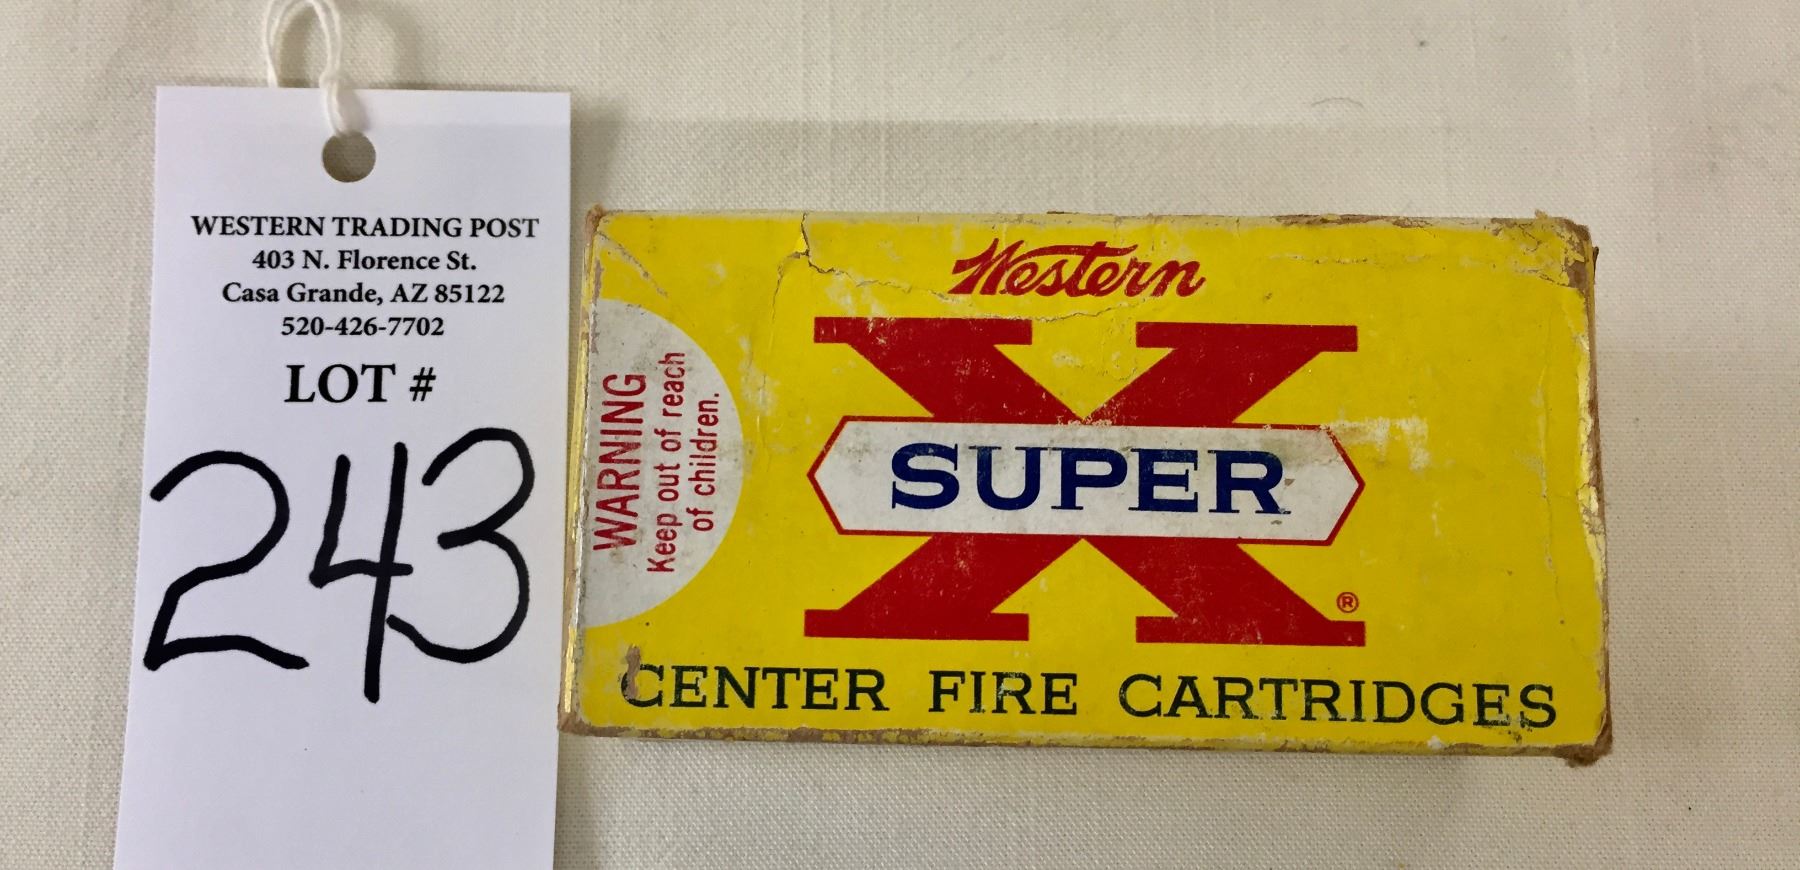 WESTERN TRADING POST
403 N. Florence St.
Casa Grande, AZ 85122
520-426-7702
LOT #
243
WARNING
Keep out of reach
of children.
Western
X
SUPER
®
CENTER FIRE CARTRIDGES